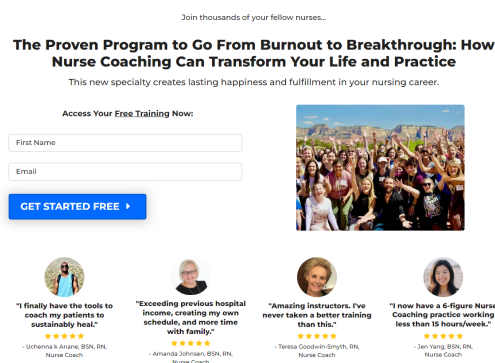 Join thousands of your fellow nurses...
The Proven Program to Go From Burnout to Breakthrough: How
Nurse Coaching Can Transform Your Life and Practice
This new specialty creates lasting happiness and fulfillment in your nursing career.
Access Your Free Training Now:
First Name
Email
GET STARTED FREE
"I finally have the tools to
coach my patients to
sustainably heal."
- Uchenna k Anane, BSN, RN,
Nurse Coach
"Exceeding previous hospital
income, creating my own
schedule, and more time
with family."
- Amanda Johnsen, BSN, RN,
Nurse Coach
"Amazing instructors. I've
never taken a better training
than this."
- Teresa Goodwin-Smyth, RN,
Nurse Coach
"I now have a 6-figure Nurse
Coaching practice working
less than 15 hours/week."
- Jen Yang, BSN, RN,
Nurse Coach